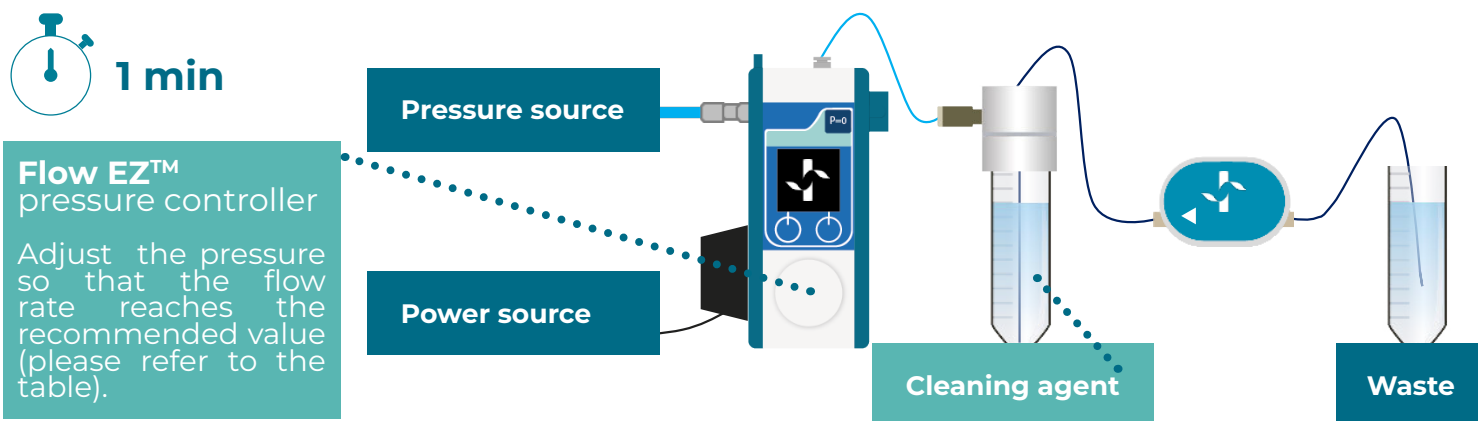 1 min
Pressure source
P=0
Flow EZ™
pressure controller
Adjust the pressure
so that the flow
rate reaches the
recommended value
(please refer to the
table).
Power source
Cleaning agent
Waste